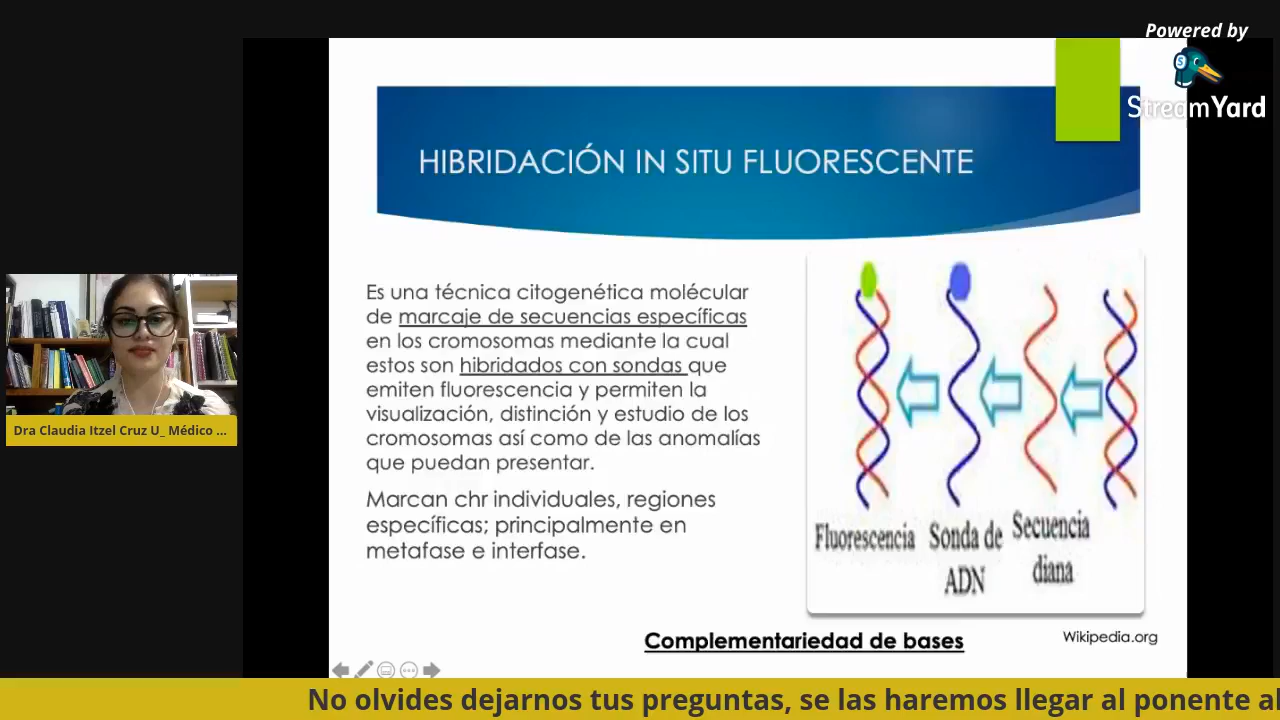 Powered by
StreamYard
HIBRIDACIÓN IN SITU FLUORESCENTE
Es una técnica citogenética molécular
de marcaje de secuencias específicas
en los cromosomas mediante la cual
estos son hibridados con sondas que
emiten fluorescencia y permiten la
visualización, distinción y estudio de los
cromosomas así como de las anomalías
que puedan presentar.
Marcan chr individuales, regiones
específicas; principalmente en
metafase e interfase.
Fluorescencia
Sonda de
ADN
Secuencia
diana
Complementariedad de bases
Wikipedia.org
Dra Claudia Itzel Cruz U_ Médico ...
No olvides dejarnos tus preguntas, se las haremos llegar al ponente al